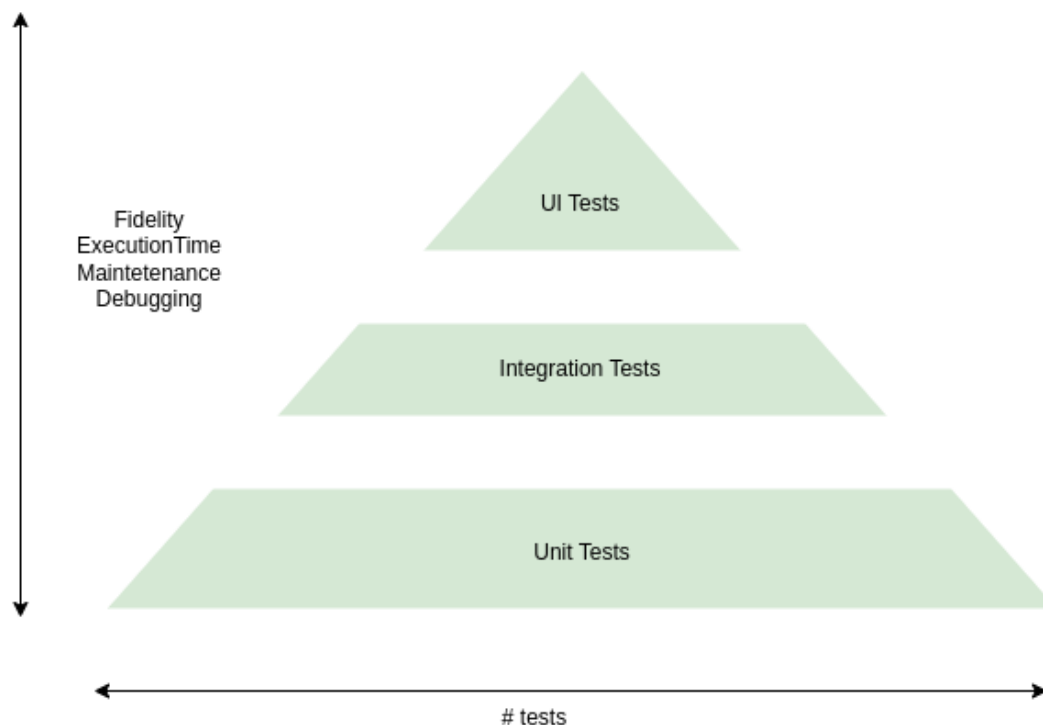 UI Tests
Fidelity
ExecutionTime
Maintetenance
Debugging
Integration Tests
Unit Tests
# tests